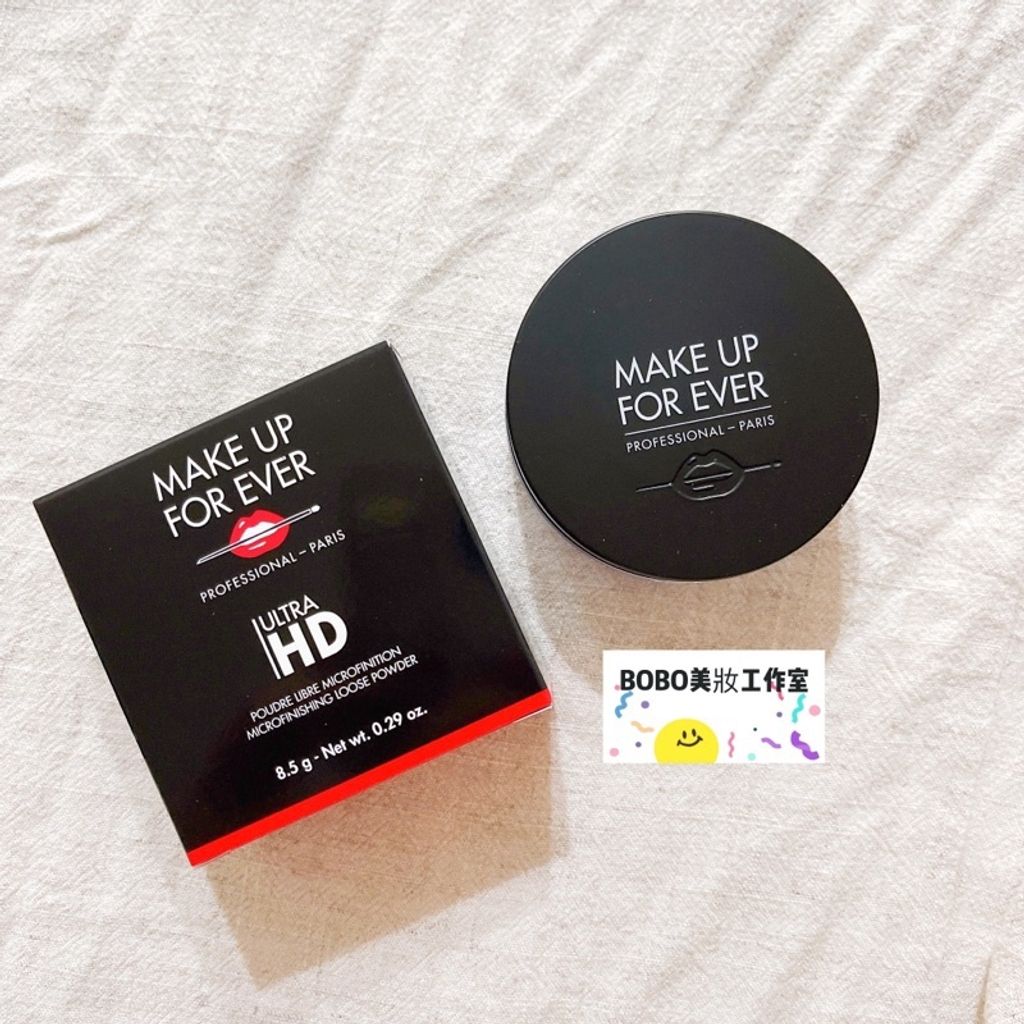 MAKE UP
FOR EVER
PROFESSIONAL – PARIS
ULTRA
HD
POUDRE LIBRE MICROFINITION
MICROFINISHING LOOSE POWDER
8.5 g - Net wt. 0.29 oz.
MAKE UP
FOR EVER
PROFESSIONAL – PARIS
BOBO美妝工作室